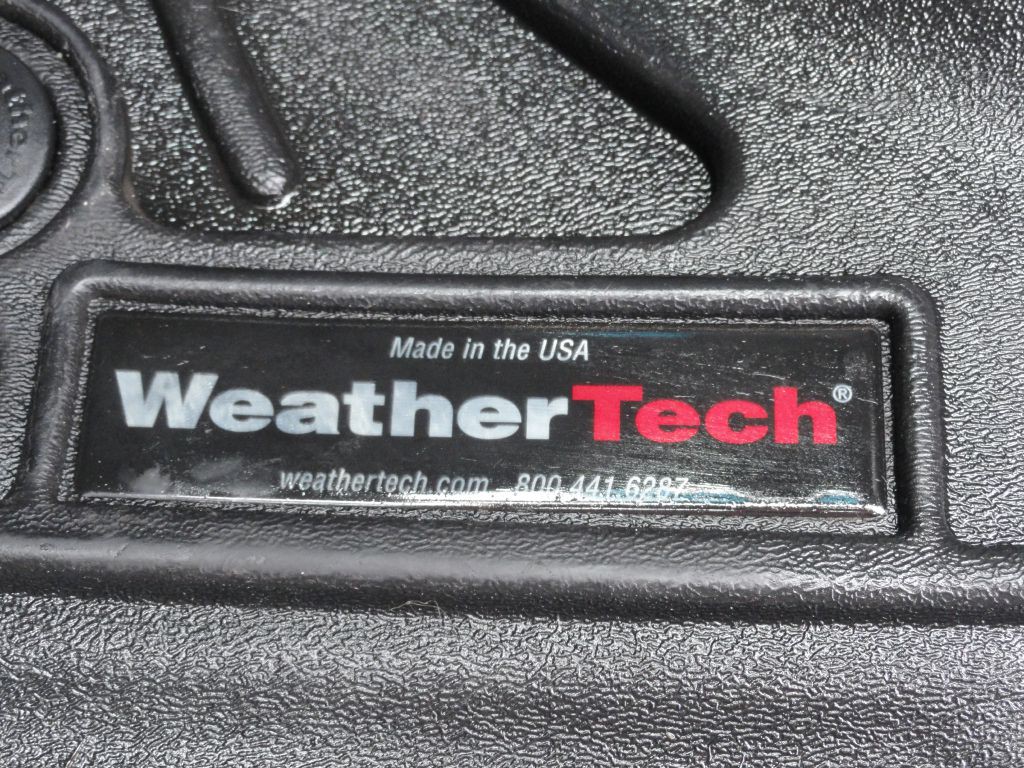 Made in the USA
WeatherTech®
weathertech.com 800.441.6287